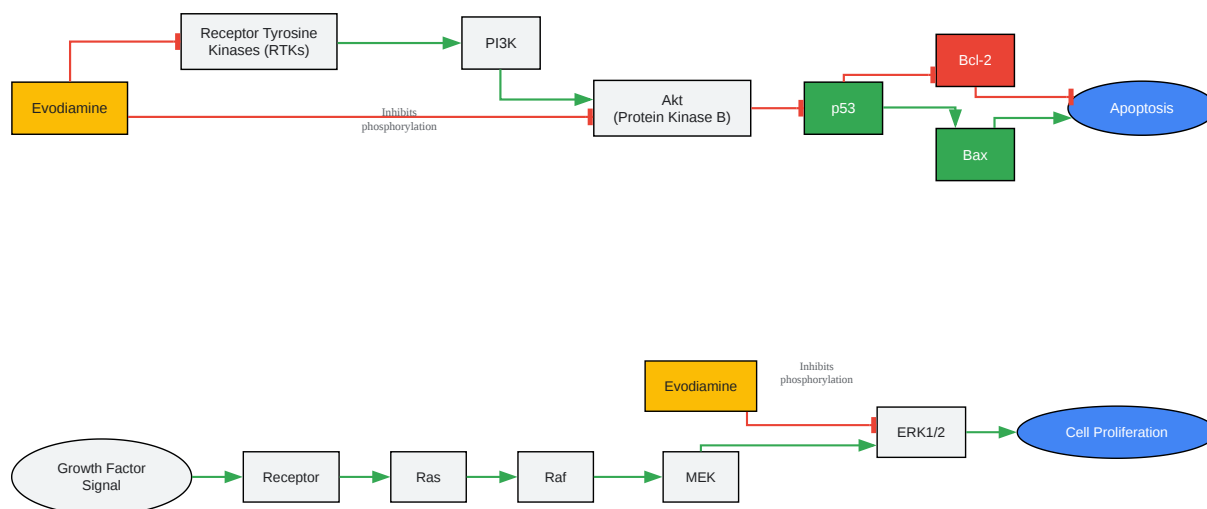 Receptor Tyrosine
Kinases (RTKs)
PI3K
Bcl-2
Evodiamine
Inhibits
phosphorylation
Akt
(Protein Kinase B)
p53
Apoptosis
Bax
Evodiamine
Inhibits
phosphorylation
ERK1/2
Cell Proliferation
Growth Factor
Signal
Receptor
Ras
Raf
MEK